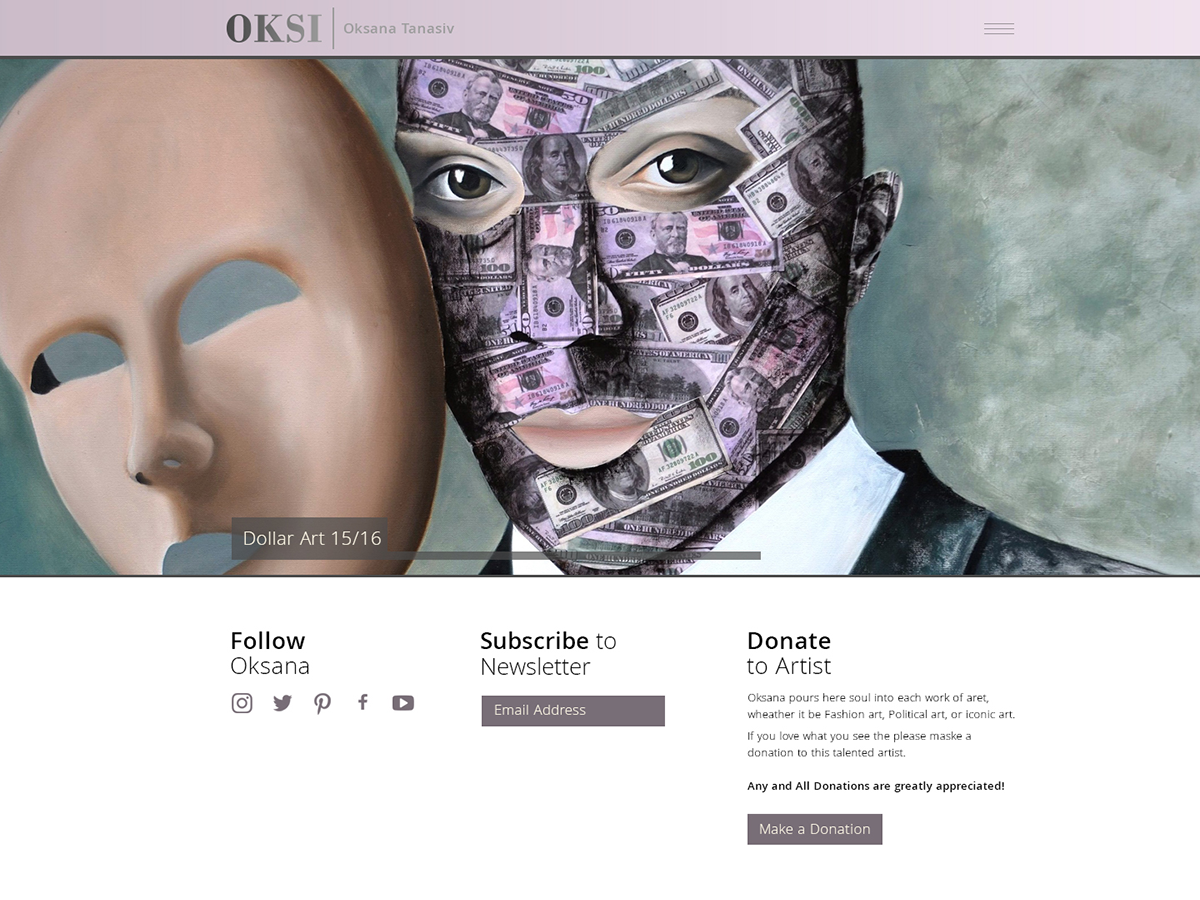 OKSI
Oksana Tanasiv
Dollar Art 15/16
Follow
Oksana
Subscribe to
Newsletter
Email Address
Donate
to Artist
Oksana pours here soul into each work of aret,
wheather it be Fashion art, Political art, or iconic art.
If you love what you see the please maske a
donation to this talented artist.
Any and All Donations are greatly appreciated!
Make a Donation